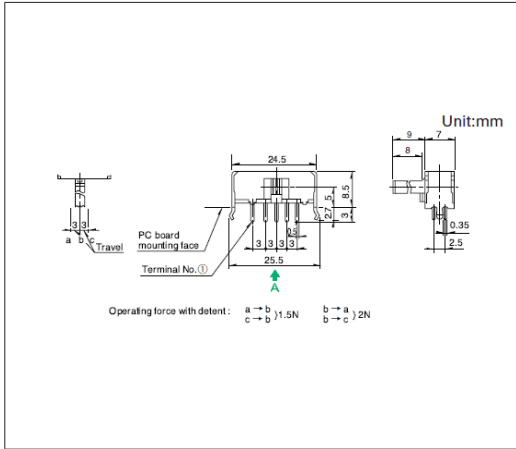 Unit:mm
9
7
8
24.5
5
8.5
2.7
3
3 3
a b c
Travel
PC board
mounting face
Terminal No.①
3 3 3 3
0.5
25.5
A
0.35
2.5
Operating force with detent : a→b c→b }1.5N b→a b→c }2N